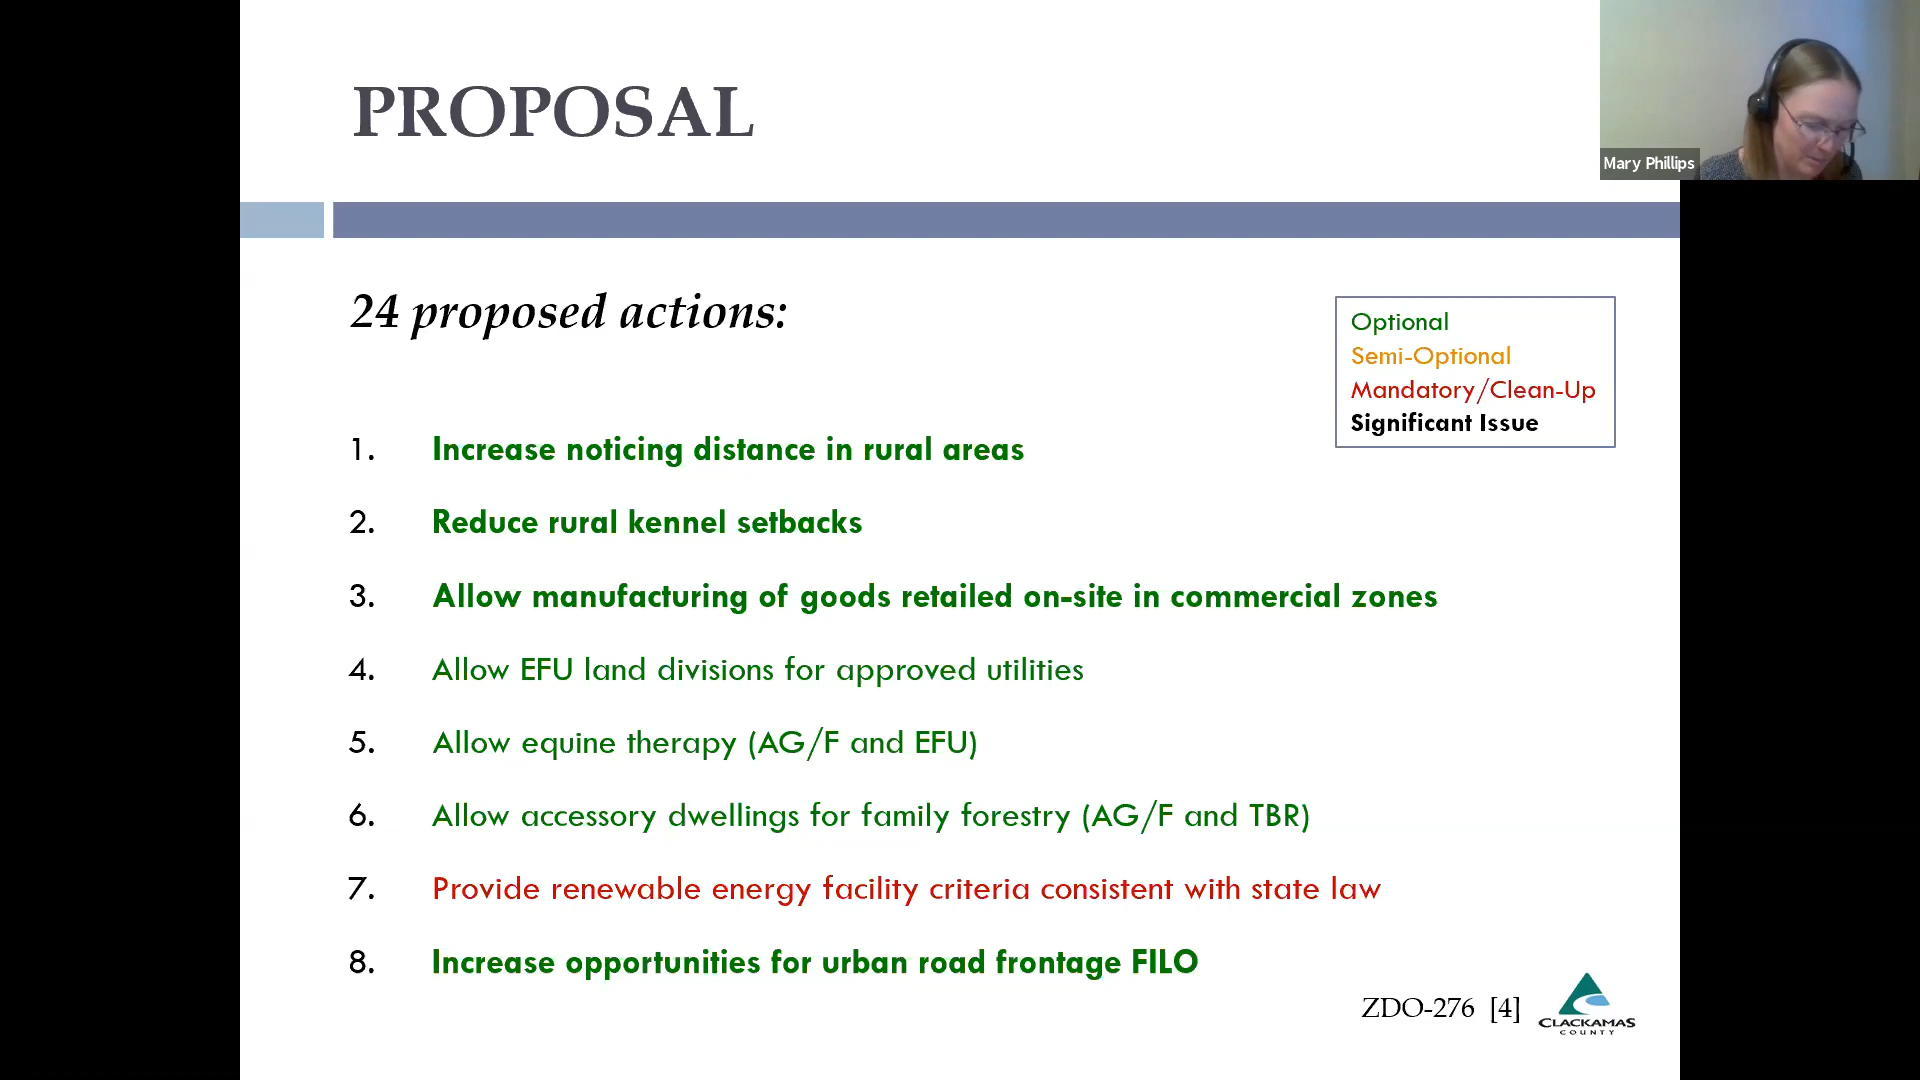 PROPOSAL
Mary Phillips
24 proposed actions:
Optional
Semi-Optional
Mandatory/Clean-Up
Significant Issue
1. Increase noticing distance in rural areas
2. Reduce rural kennel setbacks
3. Allow manufacturing of goods retailed on-site in commercial zones
4. Allow EFU land divisions for approved utilities
5. Allow equine therapy (AG/F and EFU)
6. Allow accessory dwellings for family forestry (AG/F and TBR)
7. Provide renewable energy facility criteria consistent with state law
8. Increase opportunities for urban road frontage FILO
ZDO-276 [4]
CLACKAMAS
COUNTY